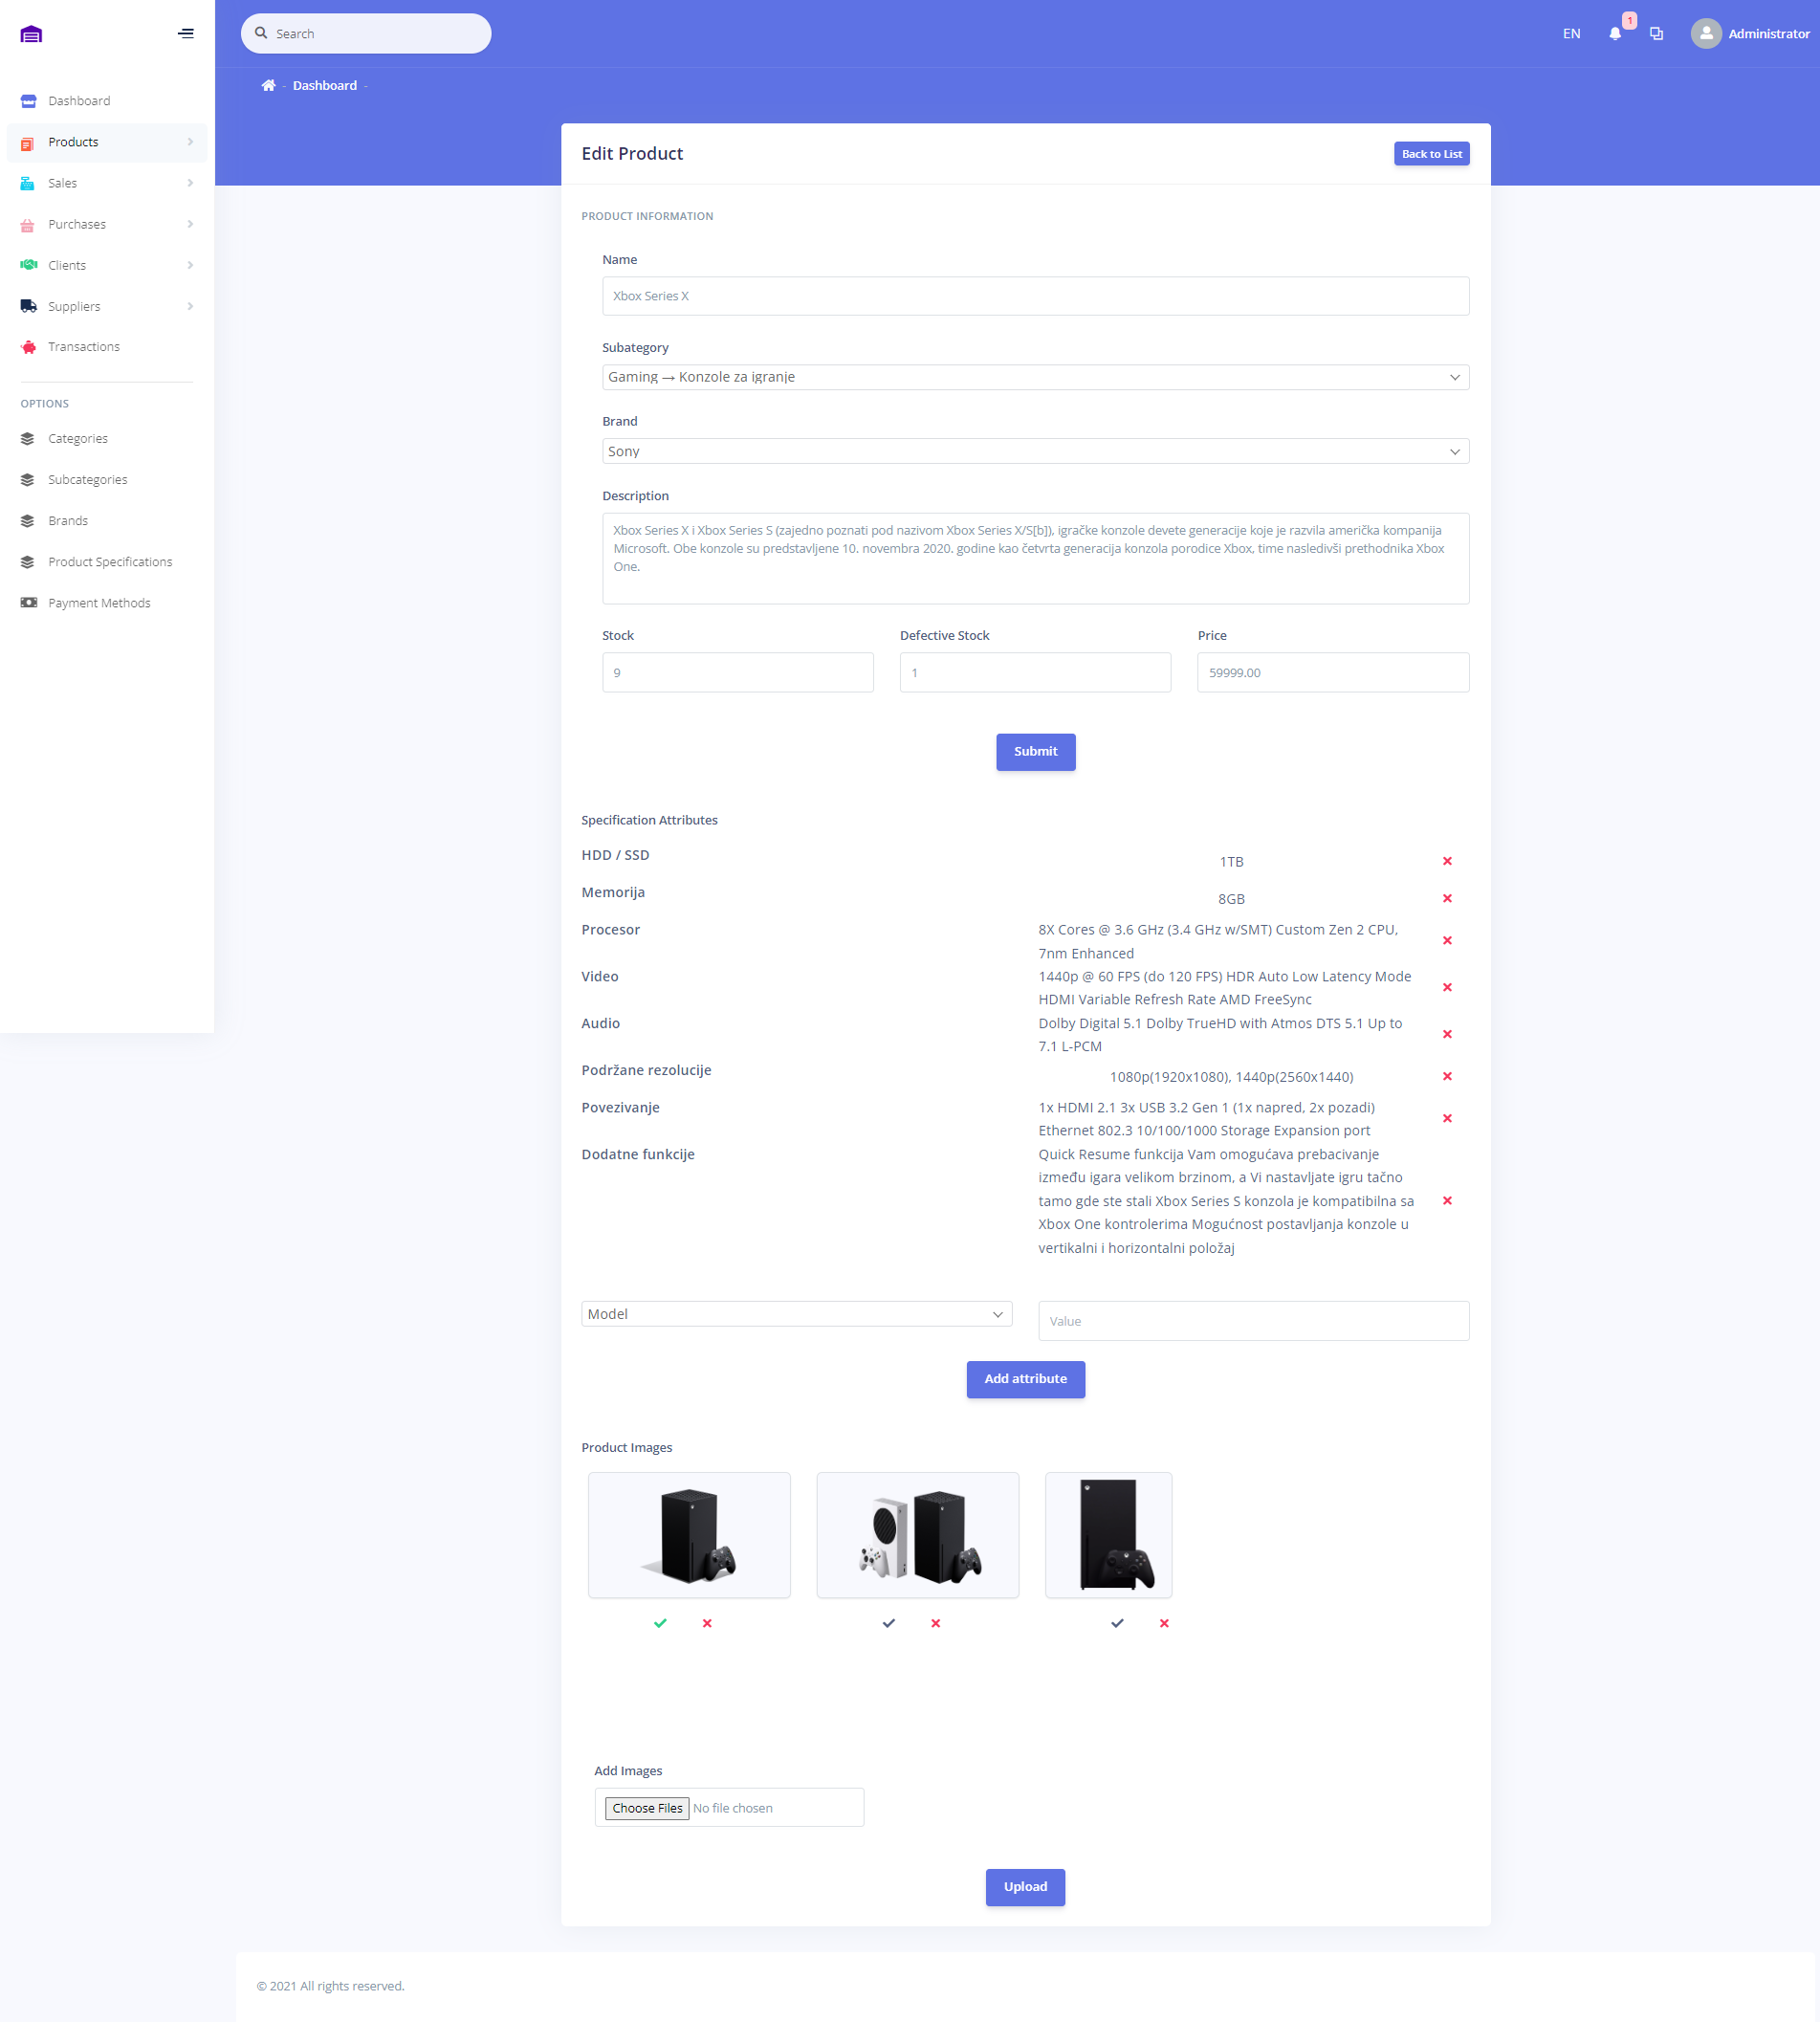 Search
EN
1
Administrator
- Dashboard -
Dashboard
Products
Sales
Purchases
Clients
Suppliers
Transactions
OPTIONS
Categories
Subcategories
Brands
Product Specifications
Payment Methods
Edit Product
Back to List
PRODUCT INFORMATION
Name
Xbox Series X
Subategory
Gaming → Konzole za igranje
Brand
Sony
Description
Xbox Series X i Xbox Series S (zajedno poznati pod nazivom Xbox Series X/S[b]), igračke konzole devete generacije koje je razvila američka kompanija
Microsoft. Obe konzole su predstavljene 10. novembra 2020. godine kao četvrta generacija konzola porodice Xbox, time nasledivši prethodnika Xbox
One.
Stock
Defective Stock
Price
9
1
59999.00
Submit
Specification Attributes
HDD / SSD
1TB
Memorija
8GB
Procesor
8X Cores @ 3.6 GHz (3.4 GHz w/SMT) Custom Zen 2 CPU,
7nm Enhanced
Video
1440p @ 60 FPS (do 120 FPS) HDR Auto Low Latency Mode
HDMI Variable Refresh Rate AMD FreeSync
Audio
Dolby Digital 5.1 Dolby TrueHD with Atmos DTS 5.1 Up to
7.1 L-PCM
Podržane rezolucije
1080p(1920x1080), 1440p(2560x1440)
Povezivanje
1x HDMI 2.1 3x USB 3.2 Gen 1 (1x napred, 2x pozadi)
Ethernet 802.3 10/100/1000 Storage Expansion port
Dodatne funkcije
Quick Resume funkcija Vam omogućava prebacivanje
između igara velikom brzinom, a Vi nastavljate igru tačno
tamo gde ste stali Xbox Series S konzola je kompatibilna sa
Xbox One kontrolerima Mogućnost postavljanja konzole u
vertikalni i horizontalni položaj
Model
Value
Add attribute
Product Images
Add Images
Choose Files No file chosen
Upload
© 2021 All rights reserved.